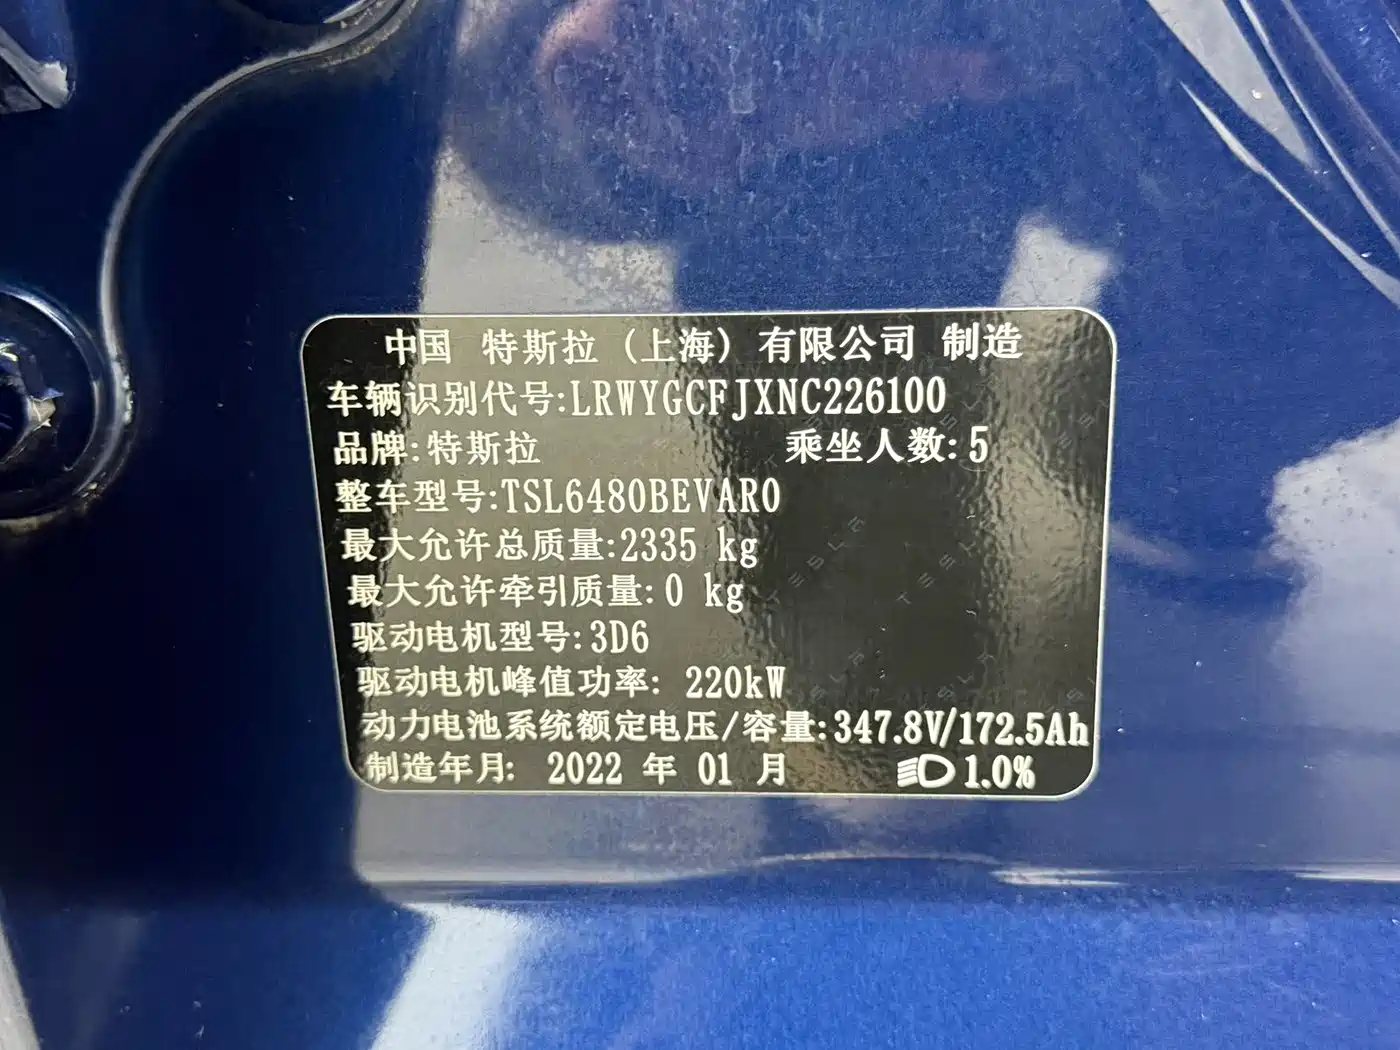 中国 特斯拉（上海）有限公司 制造
车辆识别代号:LRWYGCFJXNC226100
品牌:特斯拉 乘坐人数:5
整车型号:TSL6480BEVAR0
最大允许总质量:2335 kg
最大允许牵引质量:0 kg
驱动电机型号:3D6
驱动电机峰值功率: 220kW
动力电池系统额定电压/容量:347.8V/172.5Ah
制造年月: 2022 年 01 月 1.0%